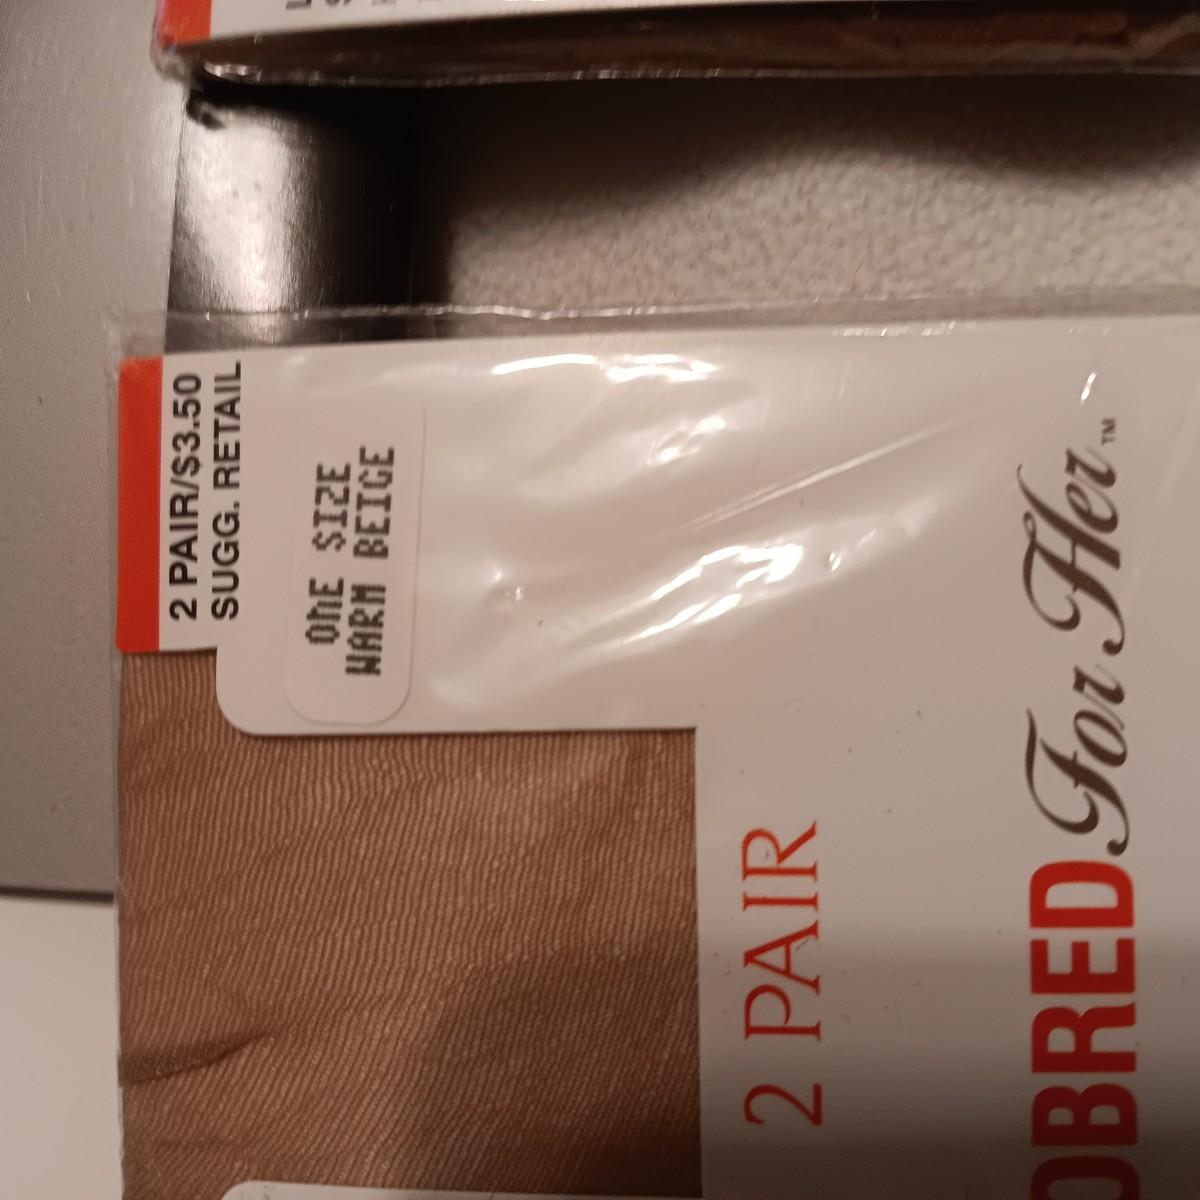 2 PAIR/$3.50
SUGG. RETAIL
ONE SIZE
WARM BEIGE
2 PAIR
OBRED For Her™